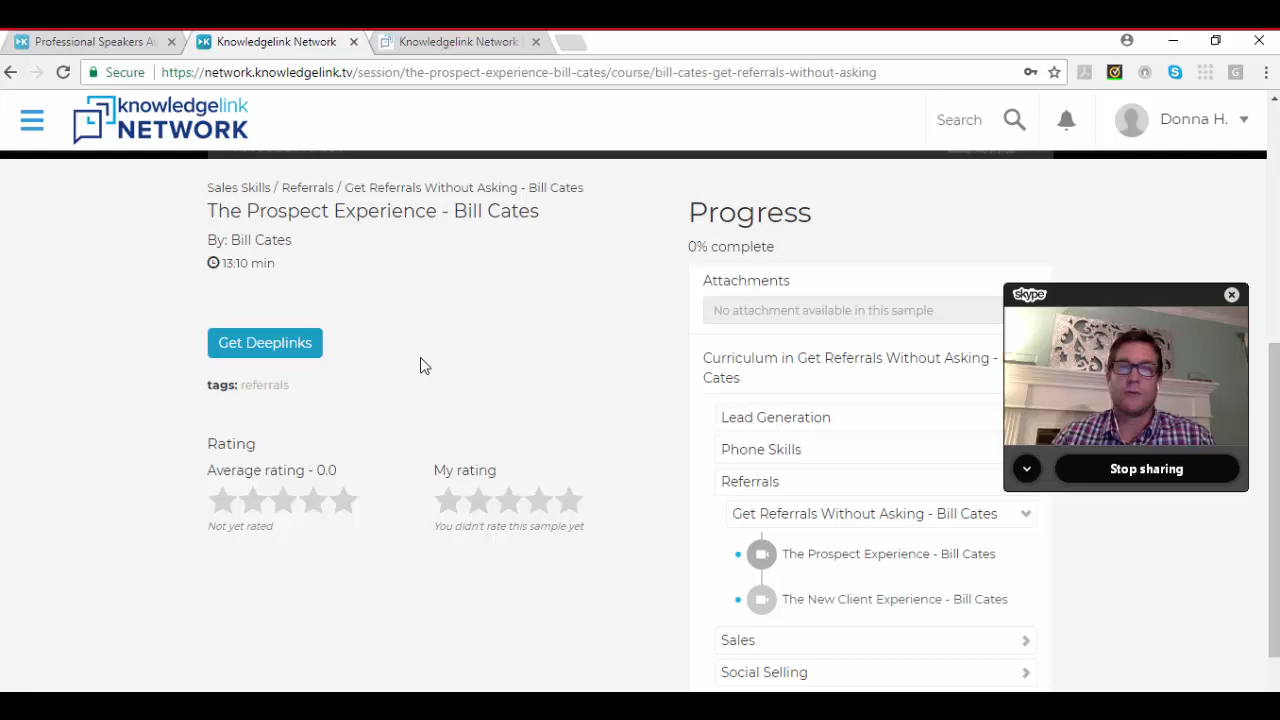 Professional Speakers Au
Knowledgelink Network
Knowledgelink Network
Secure
https://network.knowledgelink.tv/session/the-prospect-experience-bill-cates/course/bill-cates-get-referrals-without-asking
knowledgelink
NETWORK
Search
Donna H.
Sales Skills / Referrals / Get Referrals Without Asking - Bill Cates
The Prospect Experience - Bill Cates
By: Bill Cates
13:10 min
Get Deeplinks
tags: referrals
Rating
Average rating - 0.0
My rating
Not yet rated
You didn't rate this sample yet
Progress
0% complete
Attachments
No attachment available in this sample
Curriculum in Get Referrals Without Asking -
Cates
Lead Generation
Phone Skills
Referrals
Get Referrals Without Asking - Bill Cates
The Prospect Experience - Bill Cates
The New Client Experience - Bill Cates
Sales
Social Selling
skype
Stop sharing